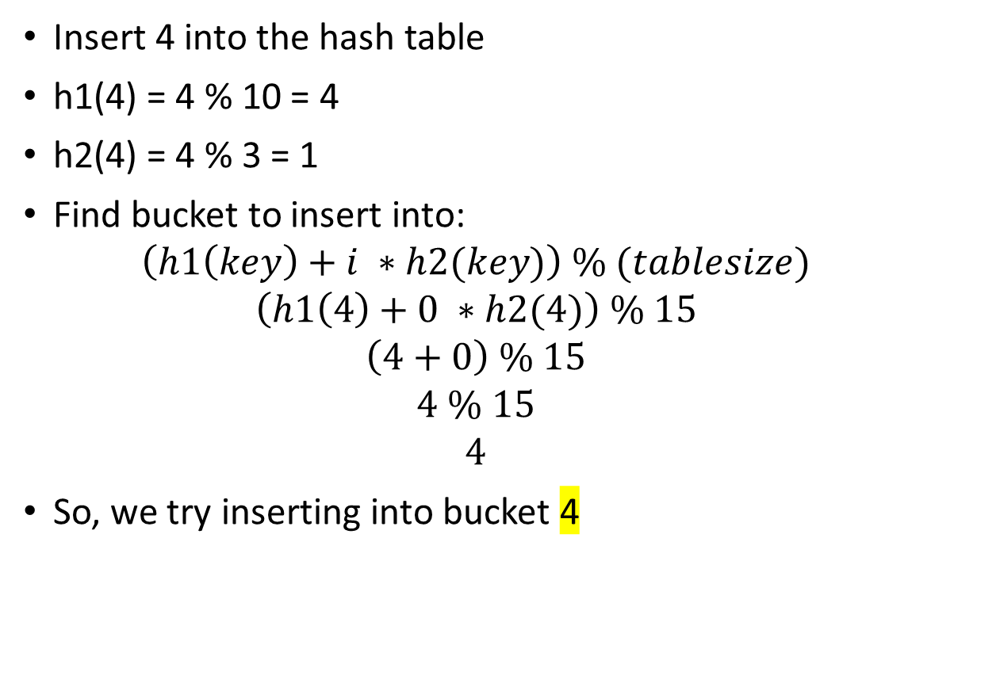 • Insert 4 into the hash table
• h1(4) = 4 % 10 = 4
• h2(4) = 4 % 3 = 1
• Find bucket to insert into:
(h1(key) + i ∗ h2(key)) % (tablesize)
(h1(4) + 0 ∗ h2(4)) % 15
(4 + 0) % 15
4 % 15
4
• So, we try inserting into bucket 4